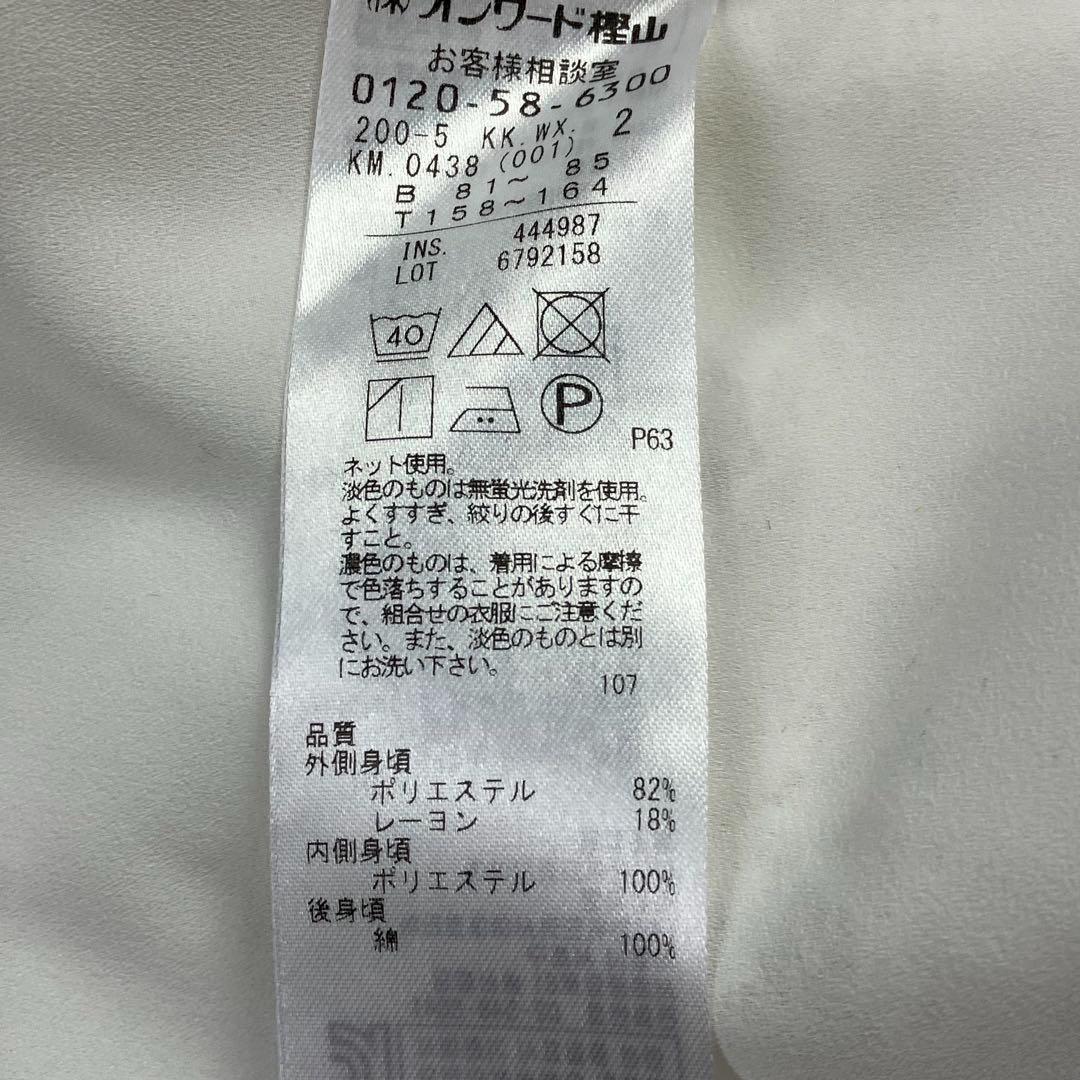 ㈱オンワード樫山
お客様相談室
0120-58-6300
200-5 KK.WX. 2
KM.0438 (001)
B 81〜 85
T 158〜164
INS. 444987
LOT 6792158
40
P
P63
ネット使用。
淡色のものは無蛍光洗剤を使用。
よくすすぎ、絞りの後すぐに干
すこと。
濃色のものは、着用による摩擦
で色落ちすることがありますの
で、組合せの衣服にご注意くだ
さい。また、淡色のものとは別
にお洗い下さい。
107
品質
外側身頃
ポリエステル 82%
レーヨン 18%
内側身頃
ポリエステル 100%
後身頃
綿 100%